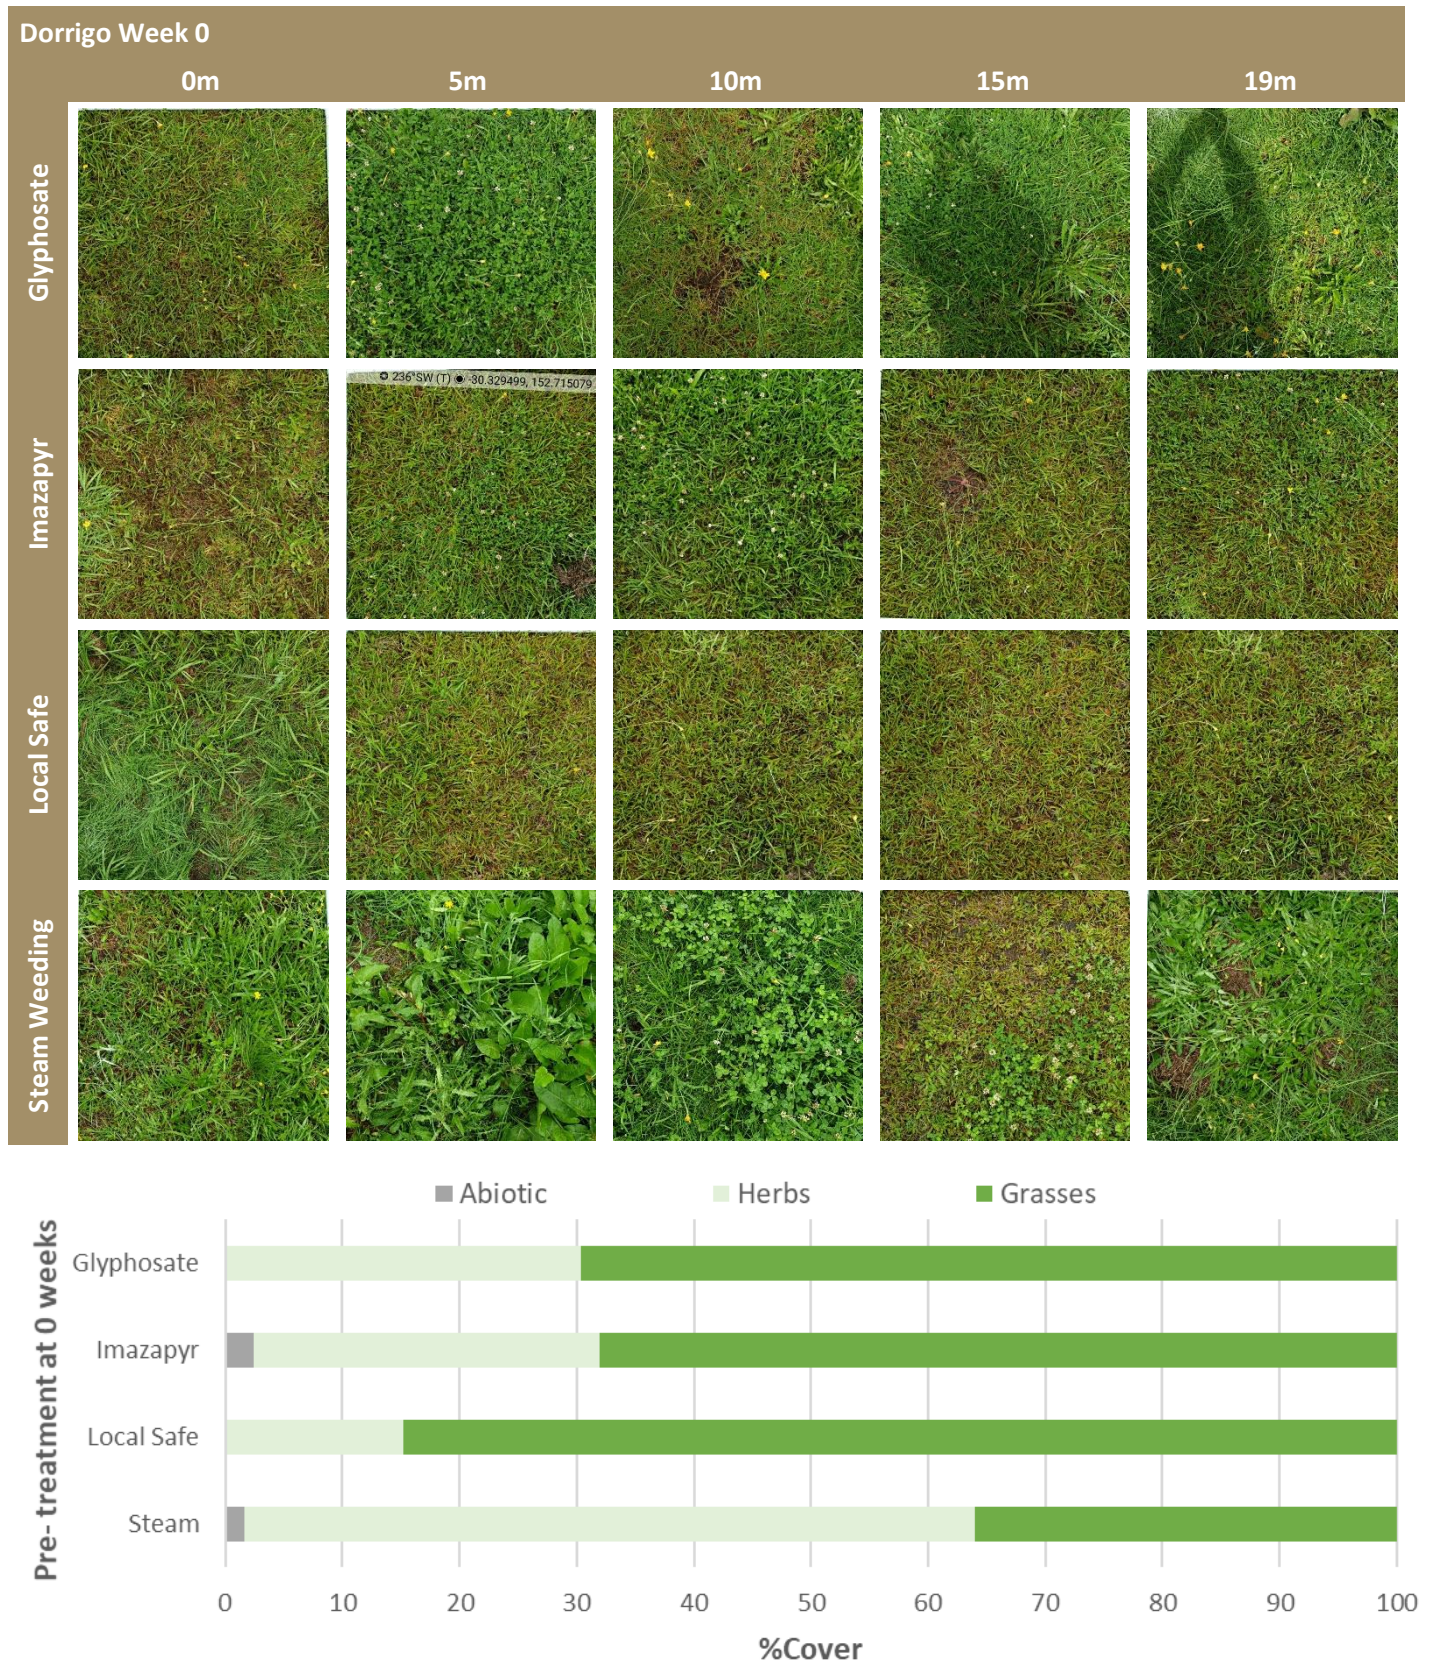 Dorrigo Week 0
0m 5m 10m 15m 19m
Glyphosate
Imazapyr
236°SW (T) -30.329499, 152.715079
Local Safe
Steam Weeding
Abiotic Herbs Grasses
Pre- treatment at 0 weeks
Glyphosate
Imazapyr
Local Safe
Steam
0 10 20 30 40 50 60 70 80 90 100
%Cover